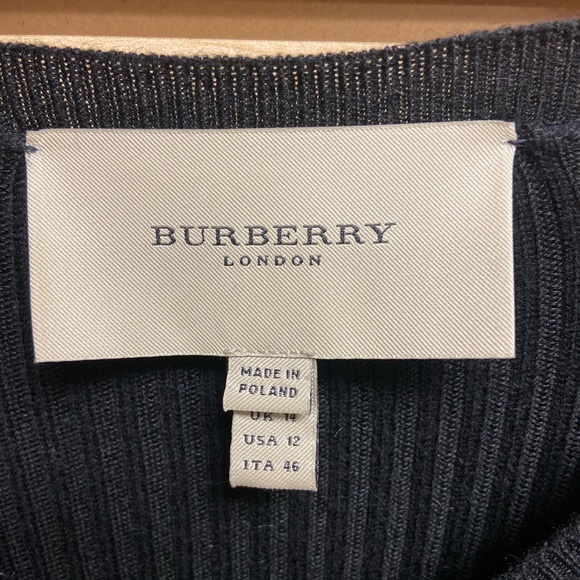 BURBERRY
LONDON
MADE IN
POLAND
UK 14
USA 12
ITA 46